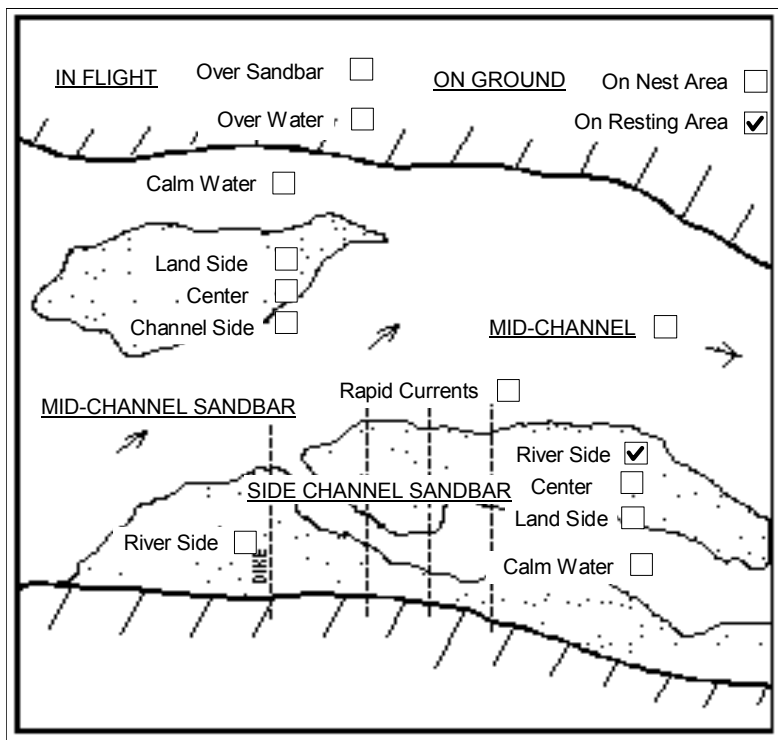 IN FLIGHT Over Sandbar ON GROUND On Nest Area
Over Water On Resting Area
Calm Water
Land Side
Center
Channel Side MID-CHANNEL
Rapid Currents
MID-CHANNEL SANDBAR
River Side
SIDE CHANNEL SANDBAR Center
Land Side
River Side
DIKE
Calm Water